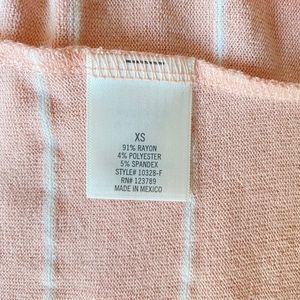 XS
91% RAYON
4% POLYESTER
5% SPANDEX
STYLE# 10328-F
RN# 123789
MADE IN MEXICO